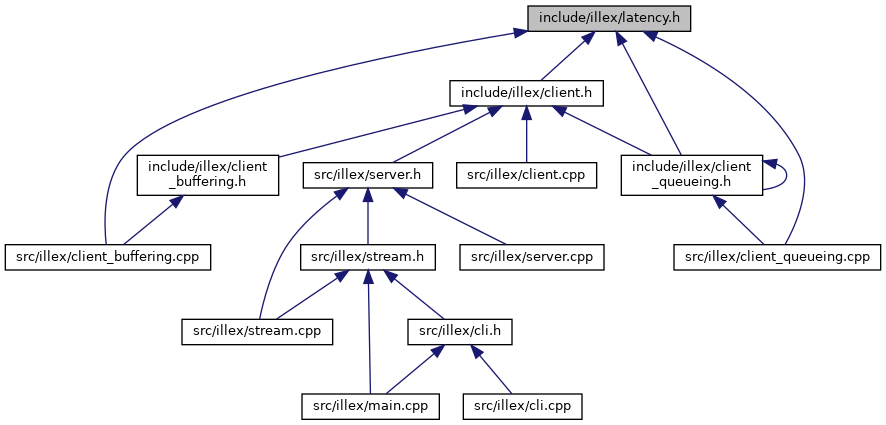 include/illex/latency.h
include/illex/client.h
include/illex/client
_buffering.h
src/illex/server.h
src/illex/client.cpp
include/illex/client
_queueing.h
src/illex/client_buffering.cpp
src/illex/stream.h
src/illex/server.cpp
src/illex/client_queueing.cpp
src/illex/stream.cpp
src/illex/cli.h
src/illex/main.cpp
src/illex/cli.cpp